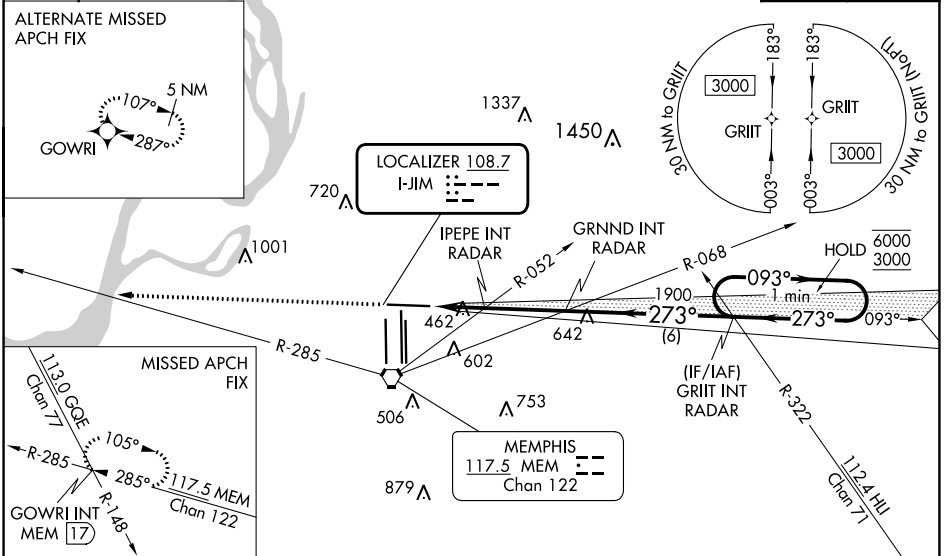 ALTERNATE MISSED
APCH FIX
5 NM
107°
287°
GOWRI
1337
1450
LOCALIZER 108.7
I-JIM
720
1001
IPEPE INT
RADAR
GRNND INT
RADAR
R-052
R-068
30 NM to GRIIT
183°
183°
3000
GRIIT
GRIIT
3000
003°
003°
30 NM to GRIIT (NoPT)
HOLD
6000
3000
093°
1 min
1900
273°
(6)
273°
093°
462
642
602
R-285
(IF/IAF)
GRIIT INT
RADAR
R-322
112.4 HLI
Chan 71
506
753
MEMPHIS
117.5 MEM
Chan 122
879
MISSED APCH
FIX
113.0 GQE
Chan 77
105°
R-285
285°
117.5 MEM
Chan 122
R-148
GOWRI INT
MEM 17